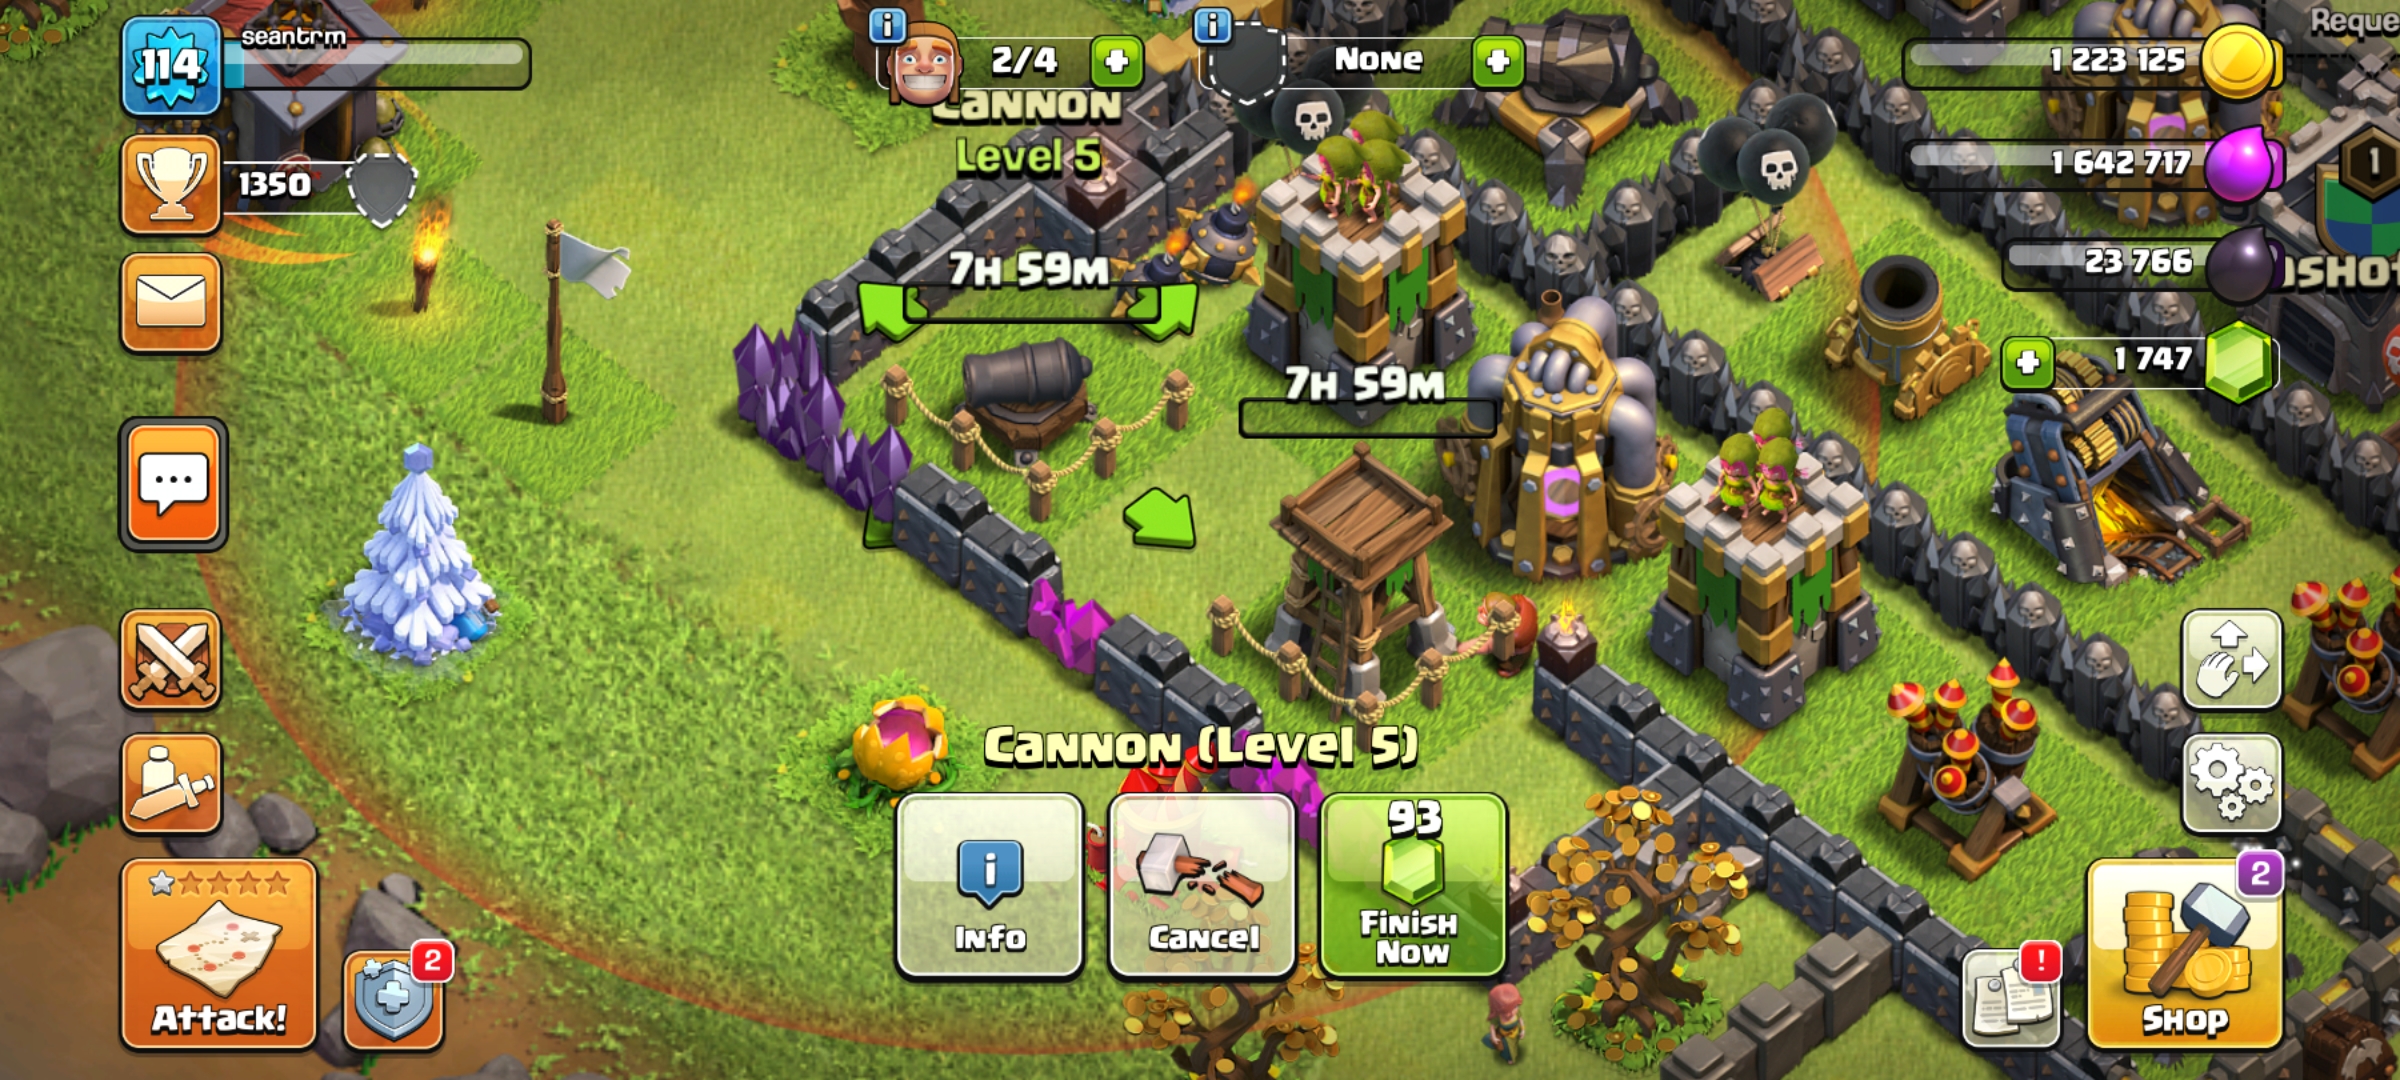 114
seantrm
2/4
None
Reque
1 223 125
CANNON
Level 5
1350
1 642 717
1
7H 59M
23 766
1 747
7H 59M
Cannon (Level 5)
93
Info
Cancel
Finish
Now
2
2
!
Attack!
Shop